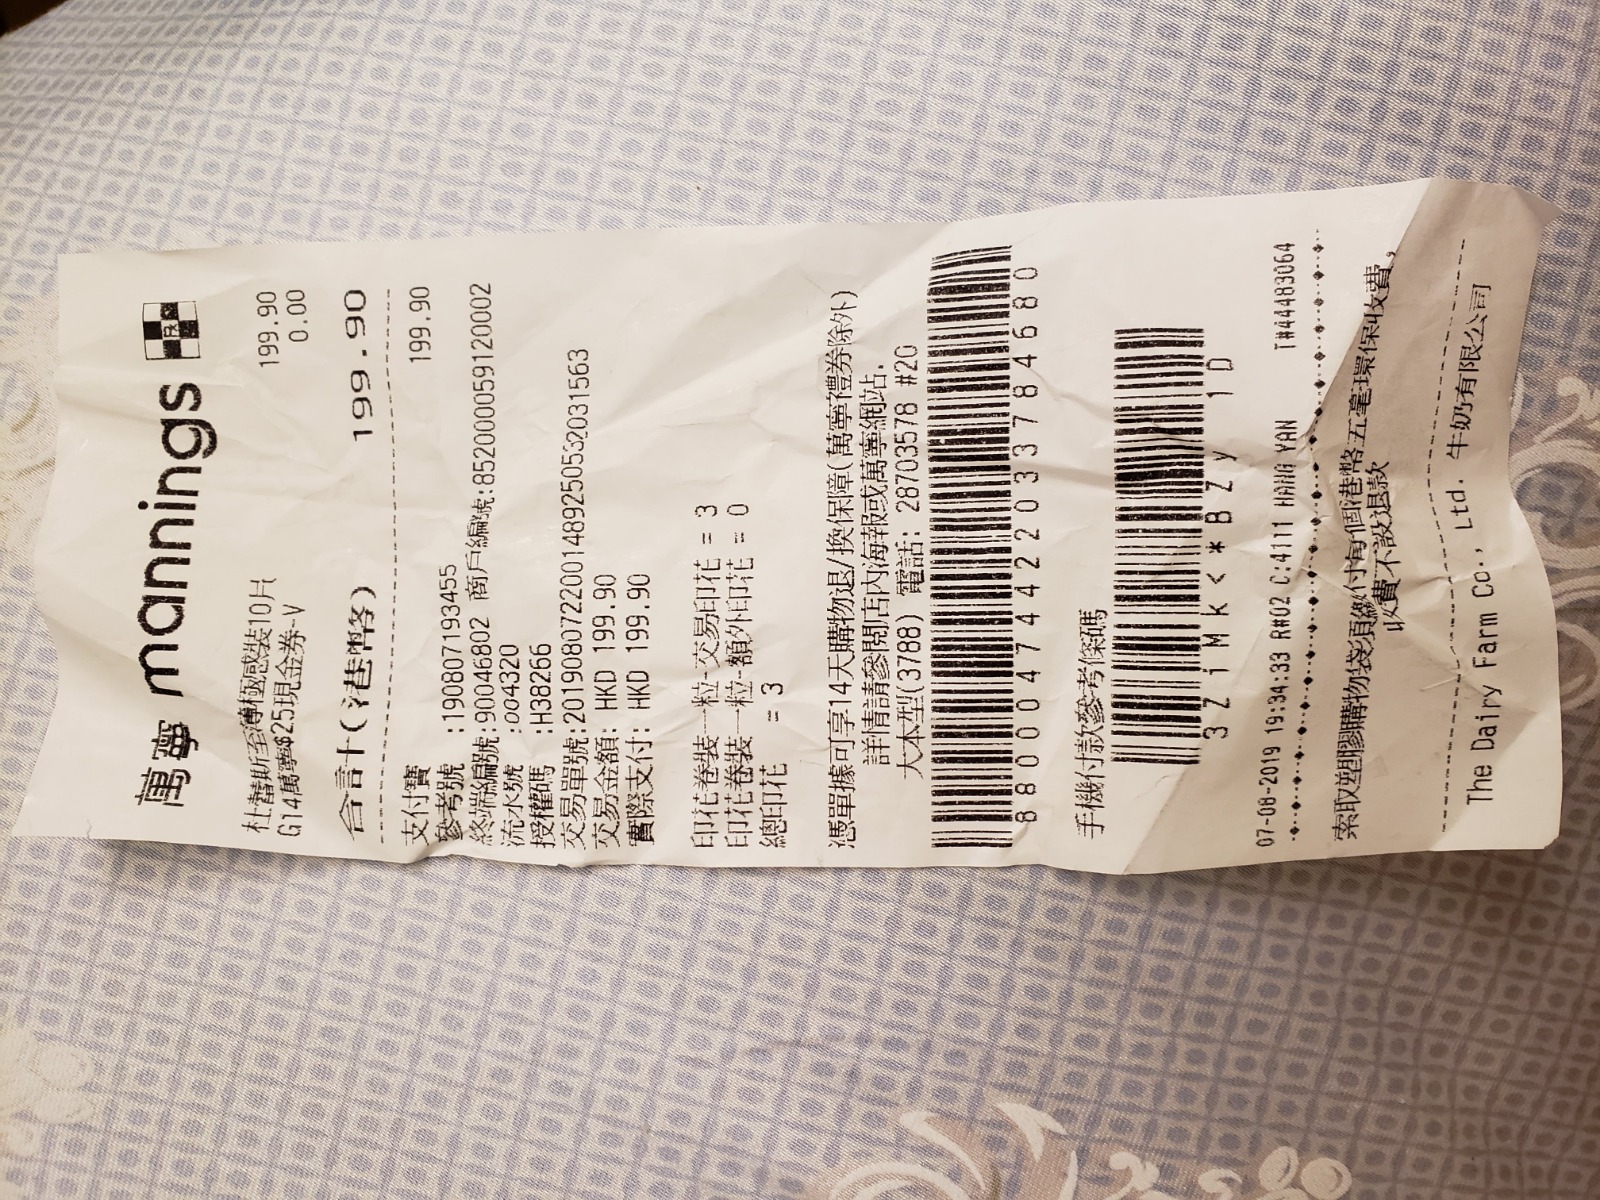 萬寧 mannings
杜蕾斯至薄極感裝10片 199.90
G14萬寧$25現金券-V 0.00
合計(港幣) 199.90
支付寶 199.90
參考號 :190807193455
終端編號:90046802 商戶編號:852000059120002
流水號 :004320
授權碼 :H38266
交易單號:2019080722001489250532031563
交易金額: HKD 199.90
實際支付: HKD 199.90
印花卷裝一粒-交易印花 = 3
印花卷裝一粒-額外印花 = 0
總印花 = 3
憑單據可享14天購物退/換保障(萬寧禮券除外)
詳情請參閱店內海報或萬寧網站.
大本型(3788) 電話: 28703578 #20
88000474422033784680
手機付款參考條碼
3ZiMk<*BZy1D
07-08-2019 19:34:33 R#02 C:4111 HANG YAN T#44483064
索取塑膠購物袋須繳付每個港幣五毫環保收費,
收費不設退款
The Dairy Farm Co., Ltd. 牛奶有限公司